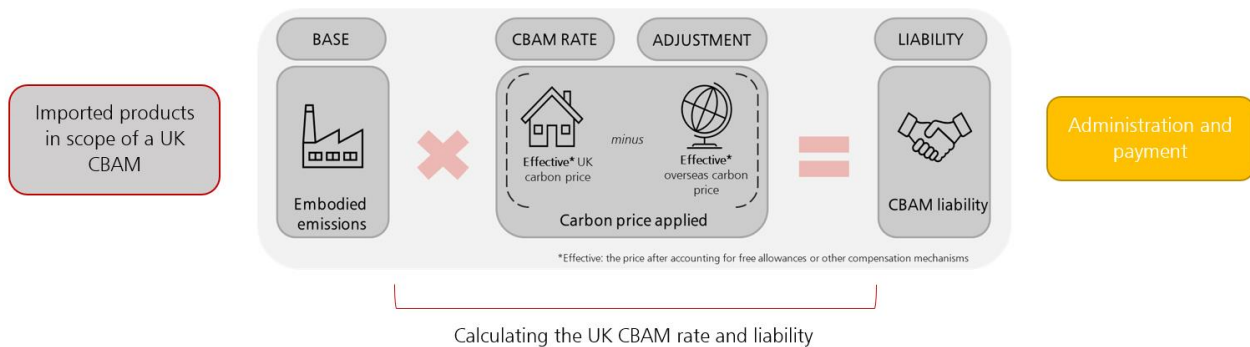 BASE
CBAM RATE
ADJUSTMENT
LIABILITY
Imported products
in scope of a UK
CBAM
Embodied
emissions
Effective* UK
carbon price
minus
Effective*
overseas carbon
price
Carbon price applied
CBAM liability
Administration and
payment
*Effective: the price after accounting for free allowances or other compensation mechanisms
Calculating the UK CBAM rate and liability